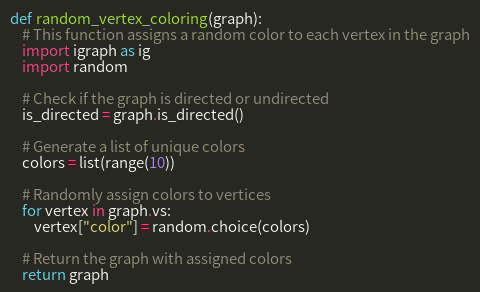 def random_vertex_coloring(graph):
    # This function assigns a random color to each vertex in the graph
    import igraph as ig
    import random

    # Check if the graph is directed or undirected
    is_directed = graph.is_directed()

    # Generate a list of unique colors
    colors = list(range(10))

    # Randomly assign colors to vertices
    for vertex in graph.vs:
        vertex["color"] = random.choice(colors)

    # Return the graph with assigned colors
    return graph